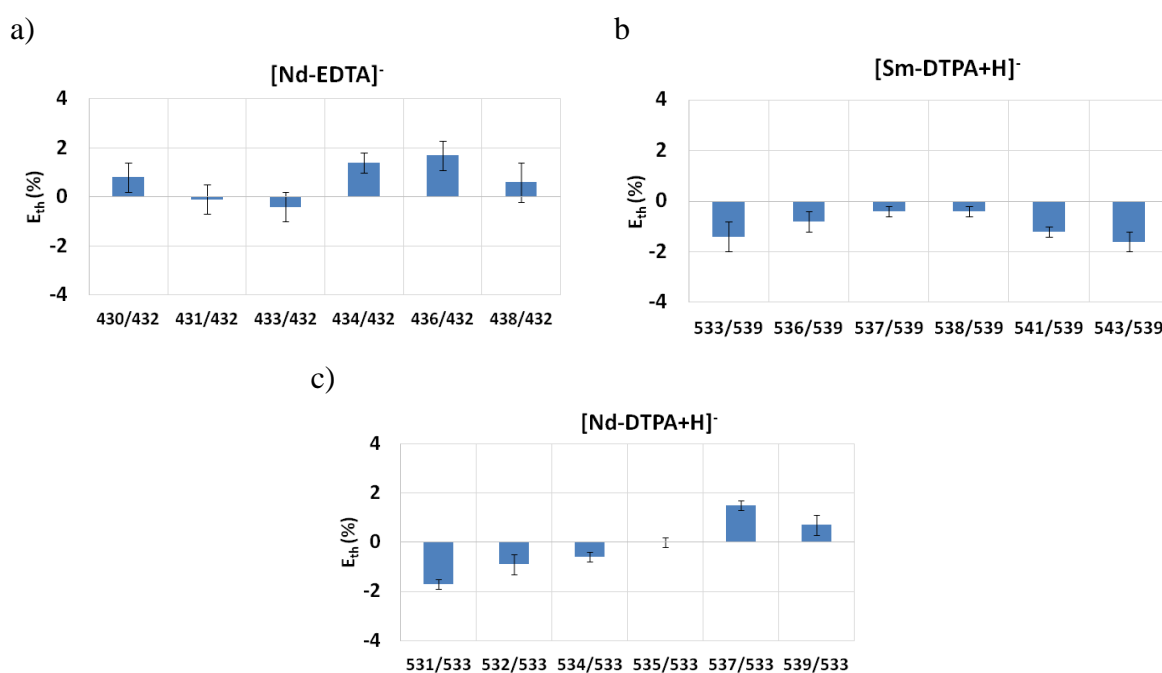 a)
[Nd-EDTA]-
4
2
0
-2
-4
Eth (%)
430/432 431/432 433/432 434/432 436/432 438/432
b
[Sm-DTPA+H]-
4
2
0
-2
-4
Eth (%)
533/539 536/539 537/539 538/539 541/539 543/539
c)
[Nd-DTPA+H]-
4
2
0
-2
-4
Eth (%)
531/533 532/533 534/533 535/533 537/533 539/533